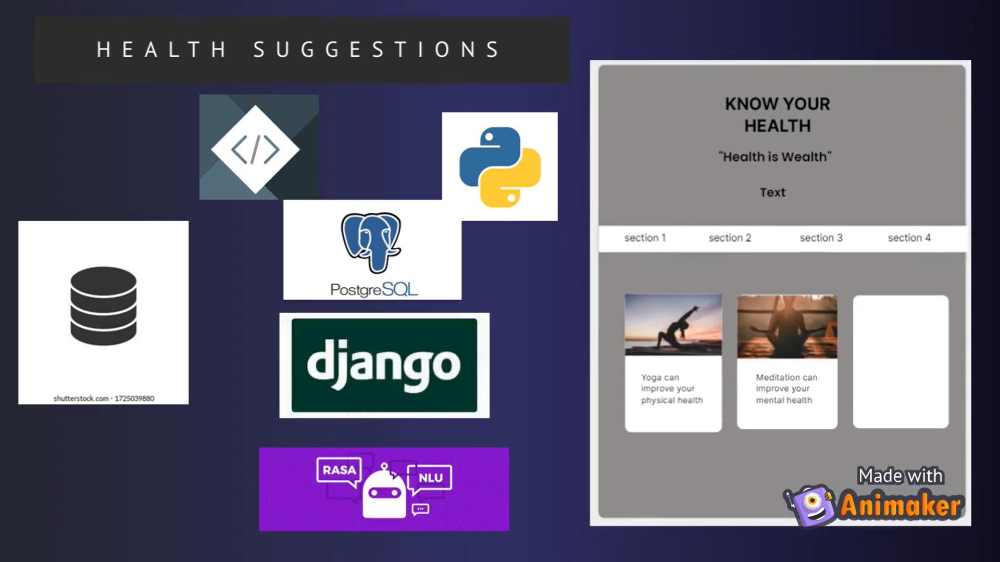 HEALTH SUGGESTIONS
</>
PostgreSQL
shutterstock.com · 1725039880
django
RASA
NLU
KNOW YOUR
HEALTH
"Health is Wealth"
Text
section 1 section 2 section 3 section 4
Yoga can
improve your
physical health
Meditation can
improve your
mental health
Made with
Animaker